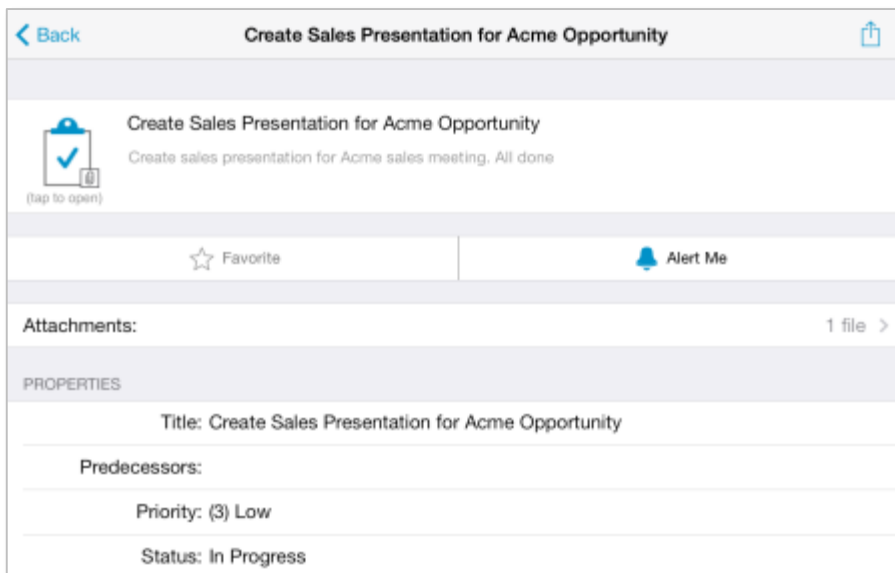 Back
Create Sales Presentation for Acme Opportunity
Create Sales Presentation for Acme Opportunity
Create sales presentation for Acme sales meeting. All done
(tap to open)
Favorite
Alert Me
Attachments:
1 file
PROPERTIES
Title: Create Sales Presentation for Acme Opportunity
Predecessors:
Priority: (3) Low
Status: In Progress